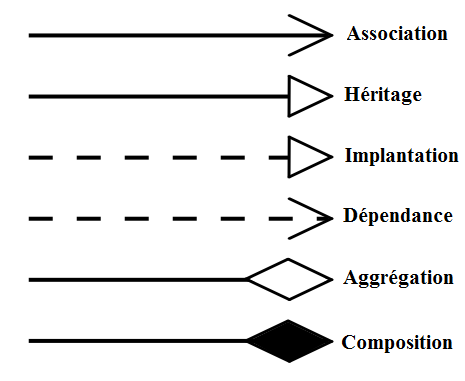 Association
Héritage
Implantation
Dépendance
Aggrégation
Composition